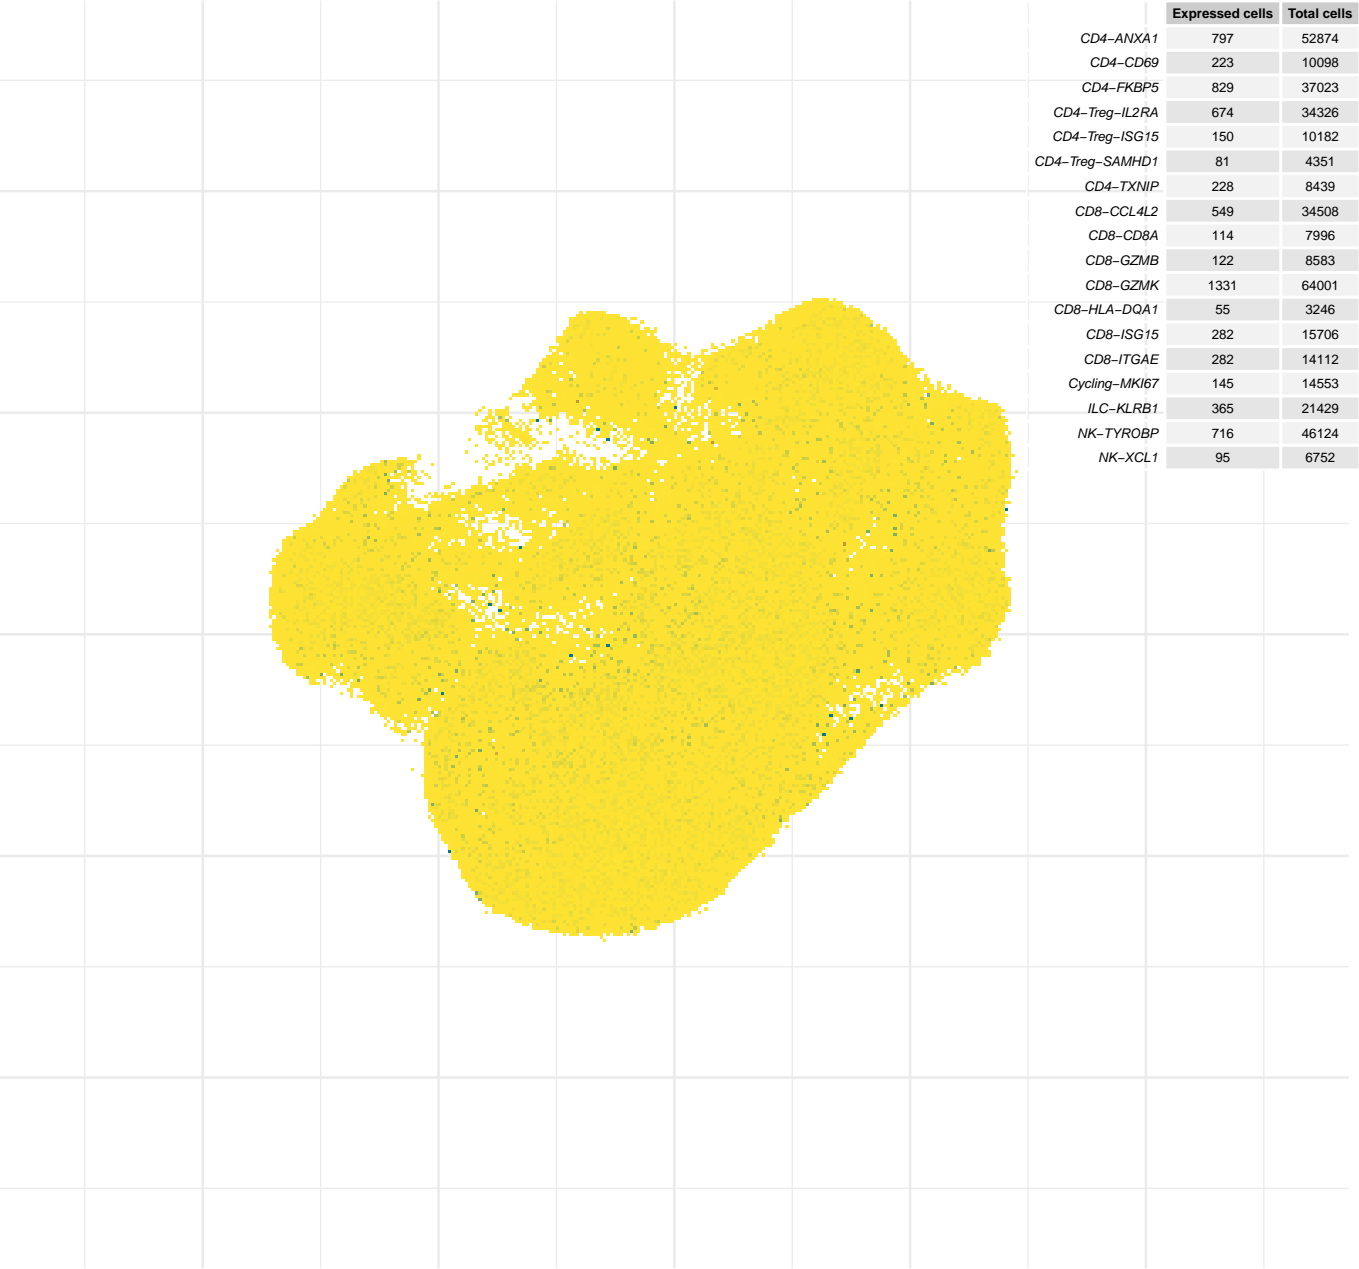 Expressed cells Total cells
CD4−ANXA1 797 52874
CD4−CD69 223 10098
CD4−FKBP5 829 37023
CD4−Treg−IL2RA 674 34326
CD4−Treg−ISG15 150 10182
CD4−Treg−SAMHD1 81 4351
CD4−TXNIP 228 8439
CD8−CCL4L2 549 34508
CD8−CD8A 114 7996
CD8−GZMB 122 8583
CD8−GZMK 1331 64001
CD8−HLA−DQA1 55 3246
CD8−ISG15 282 15706
CD8−ITGAE 282 14112
Cycling−MKI67 145 14553
ILC−KLRB1 365 21429
NK−TYROBP 716 46124
NK−XCL1 95 6752